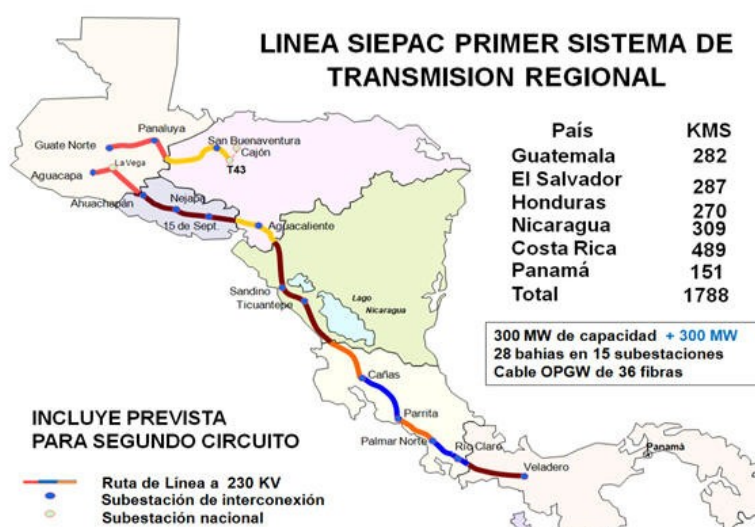 LINEA SIEPAC PRIMER SISTEMA DE
TRANSMISION REGIONAL
País KMS
Guatemala 282
El Salvador 287
Honduras 270
Nicaragua 309
Costa Rica 489
Panamá 151
Total 1788
300 MW de capacidad + 300 MW
28 bahias en 15 subestaciones
Cable OPGW de 36 fibras
Panaluya
Guate Norte
San Buenaventura
Cajón
T43
La Vega
Aguacapa
Ahuachapán
Nejapa
15 de Sept.
Aguacaliente
Sandino
Ticuantepe
Lago
Nicaragua
Cañas
Parrita
Palmar Norte
Río Claro
Veladero
Panamá
INCLUYE PREVISTA
PARA SEGUNDO CIRCUITO
Ruta de Línea a 230 KV
Subestación de interconexión
Subestación nacional